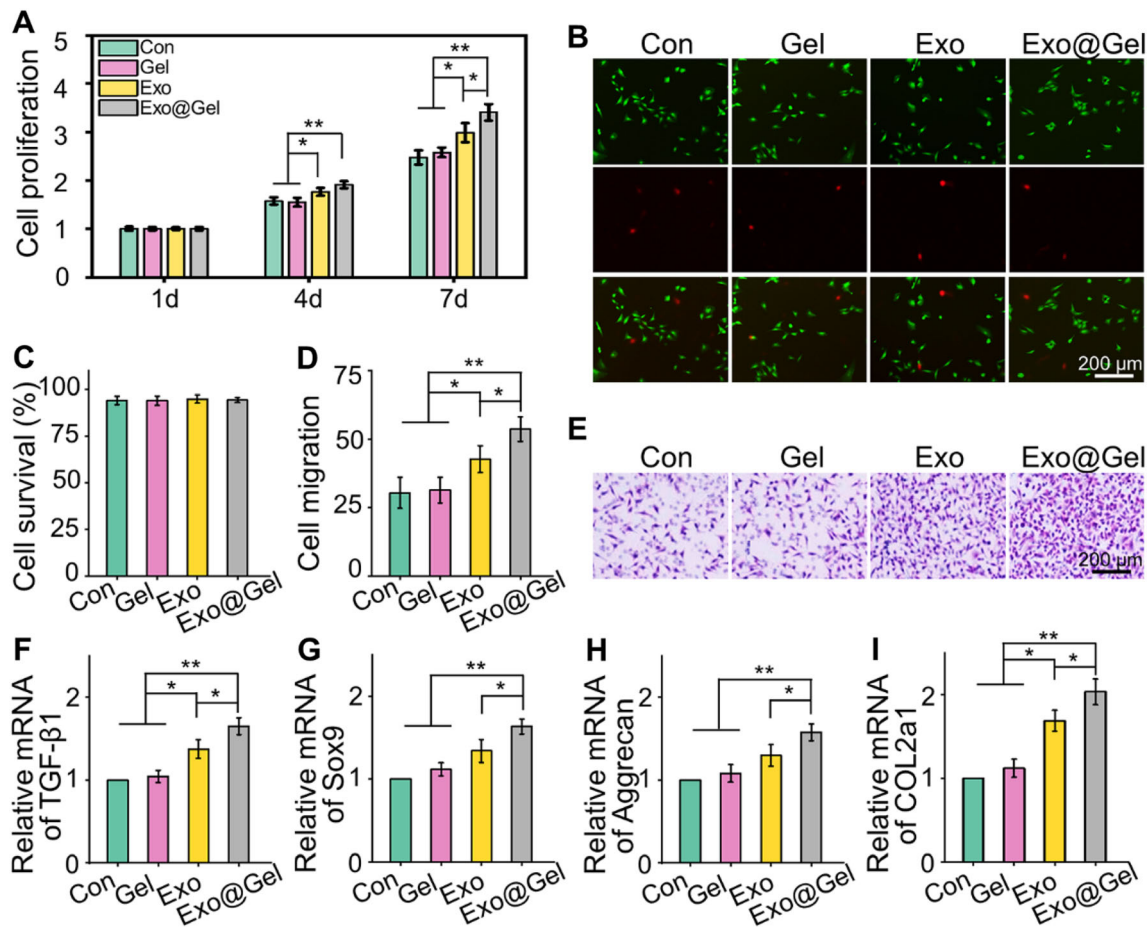 A
Cell proliferation
5
4
3
2
1
0
Con
Gel
Exo
Exo@Gel
*
**
*
**
*
1d
4d
7d
B
Con
Gel
Exo
Exo@Gel
200 μm
C
Cell survival (%)
100
75
50
25
0
Con
Gel
Exo
Exo@Gel
D
Cell migration
75
50
25
0
*
**
*
Con
Gel
Exo
Exo@Gel
E
Con
Gel
Exo
Exo@Gel
200 μm
F
Relative mRNA
of TGF-β1
2
1
0
**
*
*
Con
Gel
Exo
Exo@Gel
G
Relative mRNA
of Sox9
2
1
0
**
*
Con
Gel
Exo
Exo@Gel
H
Relative mRNA
of Aggrecan
2
1
0
**
*
Con
Gel
Exo
Exo@Gel
I
Relative mRNA
of COL2a1
2
1
0
**
*
*
Con
Gel
Exo
Exo@Gel